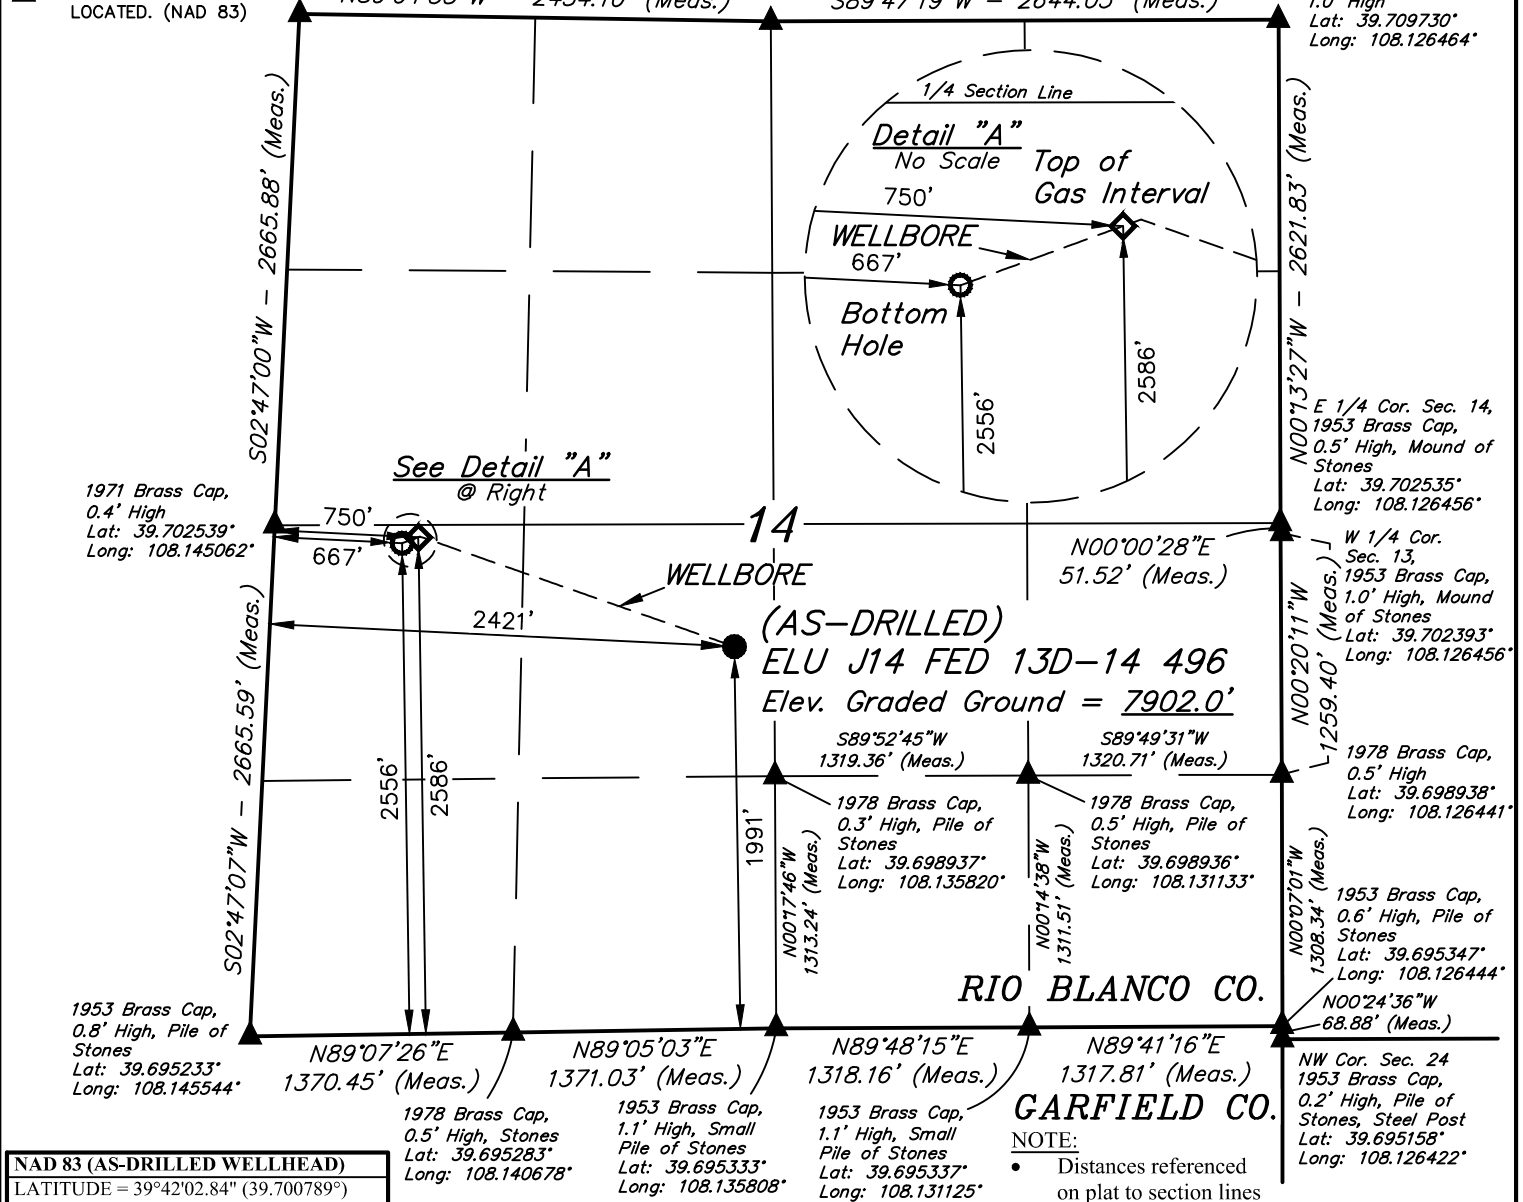 LOCATED. (NAD 83)
1.0' High
Lat: 39.709730°
Long: 108.126464°
S02°47'00"W - 2665.88' (Meas.)
1/4 Section Line
Detail "A"
No Scale
Top of
Gas Interval
750'
WELLBORE
667'
Bottom
Hole
2556'
2586'
N00°13'27"W - 2621.83' (Meas.)
E 1/4 Cor. Sec. 14,
1953 Brass Cap,
0.5' High, Mound of
Stones
Lat: 39.702535°
Long: 108.126456°
See Detail "A"
@ Right
1971 Brass Cap,
0.4' High
Lat: 39.702539°
Long: 108.145062°
750'
667'
14
N00°00'28"E
51.52' (Meas.)
W 1/4 Cor.
Sec. 13,
1953 Brass Cap,
1.0' High, Mound
of Stones
Lat: 39.702393°
Long: 108.126456°
WELLBORE
2421'
(AS-DRILLED)
ELU J14 FED 13D-14 496
Elev. Graded Ground = 7902.0'
N00°20'11"W
1259.40' (Meas.)
S02°47'07"W - 2665.59' (Meas.)
2556'
2586'
1991'
S89°52'45"W
1319.36' (Meas.)
S89°49'31"W
1320.71' (Meas.)
1978 Brass Cap,
0.5' High
Lat: 39.698938°
Long: 108.126441°
1978 Brass Cap,
0.3' High, Pile of
Stones
Lat: 39.698937°
Long: 108.135820°
1978 Brass Cap,
0.5' High, Pile of
Stones
Lat: 39.698936°
Long: 108.131133°
N00°17'46"W
1313.24' (Meas.)
N00°14'38"W
1311.51' (Meas.)
N00°07'01"W
1308.34' (Meas.)
1953 Brass Cap,
0.6' High, Pile of
Stones
Lat: 39.695347°
Long: 108.126444°
RIO BLANCO CO.
N00°24'36"W
68.88' (Meas.)
1953 Brass Cap,
0.8' High, Pile of
Stones
Lat: 39.695233°
Long: 108.145544°
N89°07'26"E
1370.45' (Meas.)
N89°05'03"E
1371.03' (Meas.)
N89°48'15"E
1318.16' (Meas.)
N89°41'16"E
1317.81' (Meas.)
NW Cor. Sec. 24
1953 Brass Cap,
0.2' High, Pile of
Stones, Steel Post
Lat: 39.695158°
Long: 108.126422°
1978 Brass Cap,
0.5' High, Stones
Lat: 39.695283°
Long: 108.140678°
1953 Brass Cap,
1.1' High, Small
Pile of Stones
Lat: 39.695333°
Long: 108.135808°
1953 Brass Cap,
1.1' High, Small
Pile of Stones
Lat: 39.695337°
Long: 108.131125°
GARFIELD CO.
NOTE:
• Distances referenced
on plat to section lines
NAD 83 (AS-DRILLED WELLHEAD)
LATITUDE = 39°42'02.84" (39.700789°)